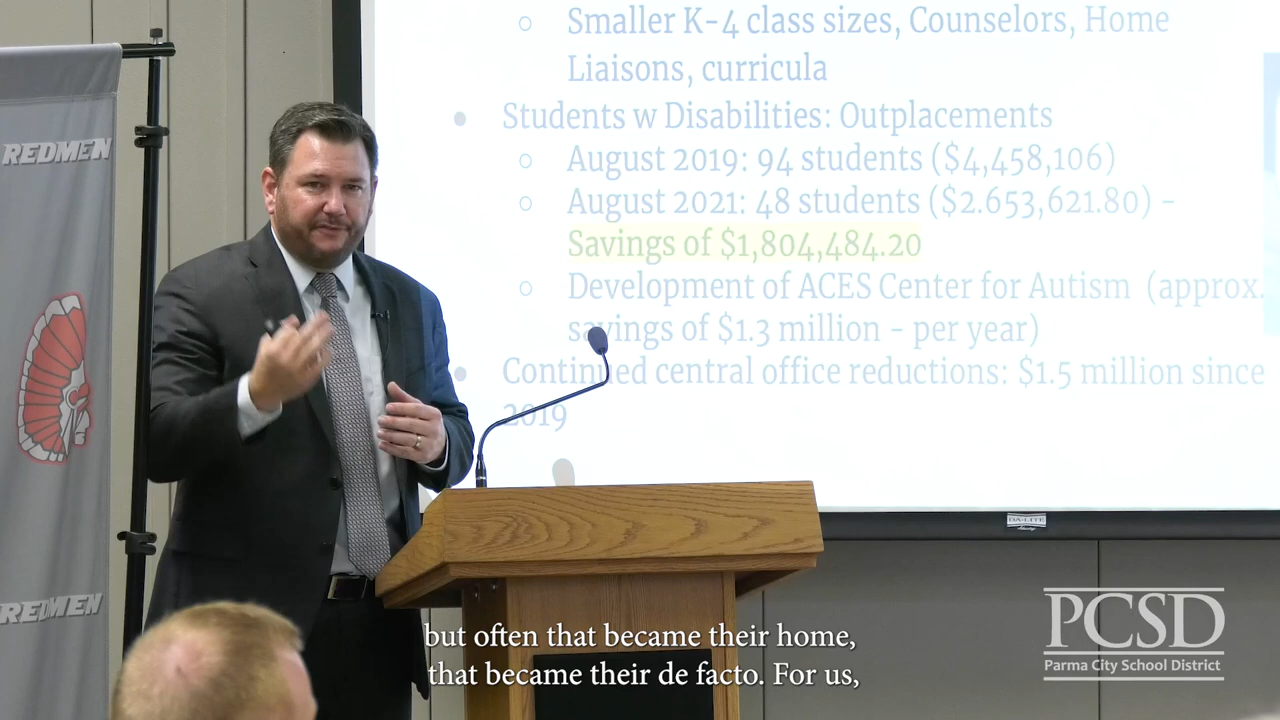 Smaller K-4 class sizes, Counselors, Home
Liaisons, curricula
Students w Disabilities: Outplacements
August 2019: 94 students ($4,458,106)
August 2021: 48 students ($2.653,621.80) -
Savings of $1,804,484.20
Development of ACES Center for Autism (approx.
savings of $1.3 million - per year)
Continued central office reductions: $1.5 million since
2019
REDMEN
REDMEN
DA-LITE
but often that became their home,
that became their de facto. For us,
PCSD
Parma City School District